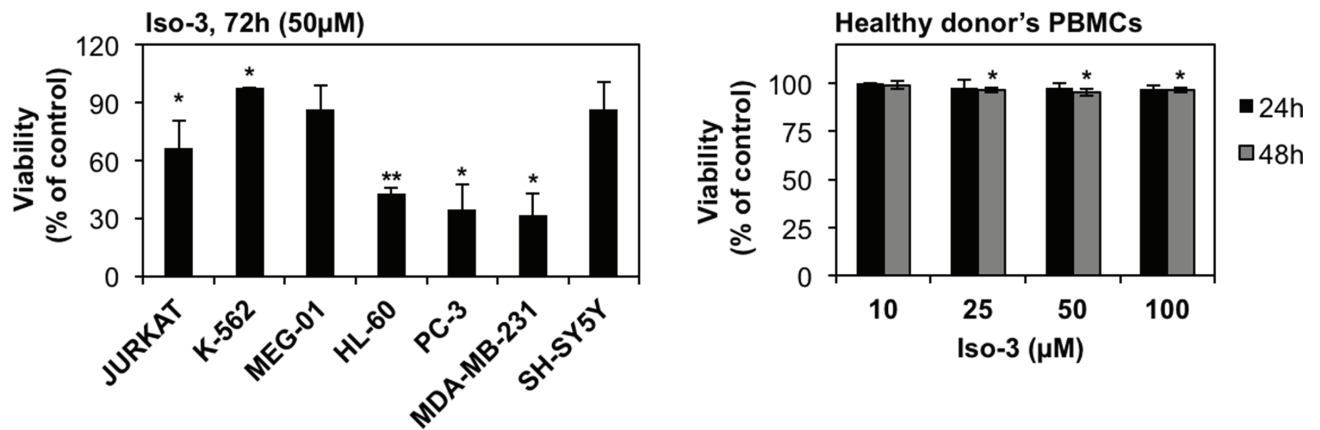 Iso-3, 72h (50µM)
Viability
(% of control)
120
90
60
30
0
*
*
**
*
*
JURKAT
K-562
MEG-01
HL-60
PC-3
MDA-MB-231
SH-SY5Y
Healthy donor’s PBMCs
Viability
(% of control)
100
75
50
25
0
*
*
*
10
25
50
100
Iso-3 (µM)
24h
48h